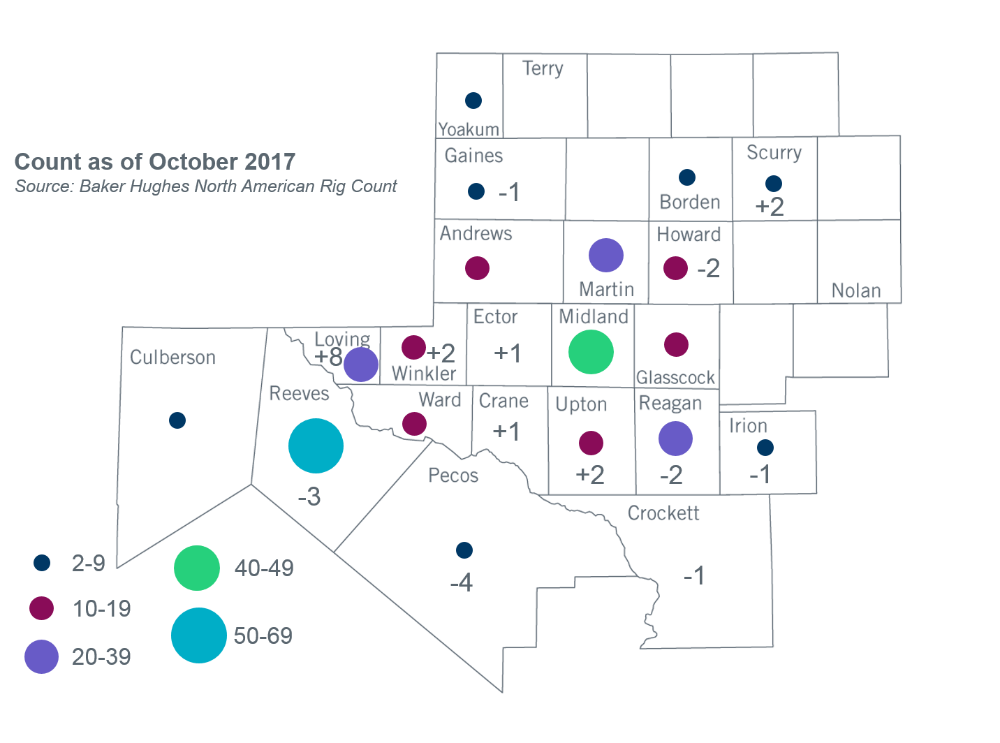 Terry
Yoakum
Count as of October 2017
Source: Baker Hughes North American Rig Count
Gaines
-1
Borden
Scurry
+2
Andrews
Martin
Howard
-2
Nolan
Culberson
Loving
+8
+2
Winkler
Ector
+1
Midland
Glasscock
Reeves
-3
Ward
Crane
+1
Upton
+2
Reagan
-2
Irion
-1
Pecos
-4
Crockett
-1
2-9
10-19
20-39
40-49
50-69